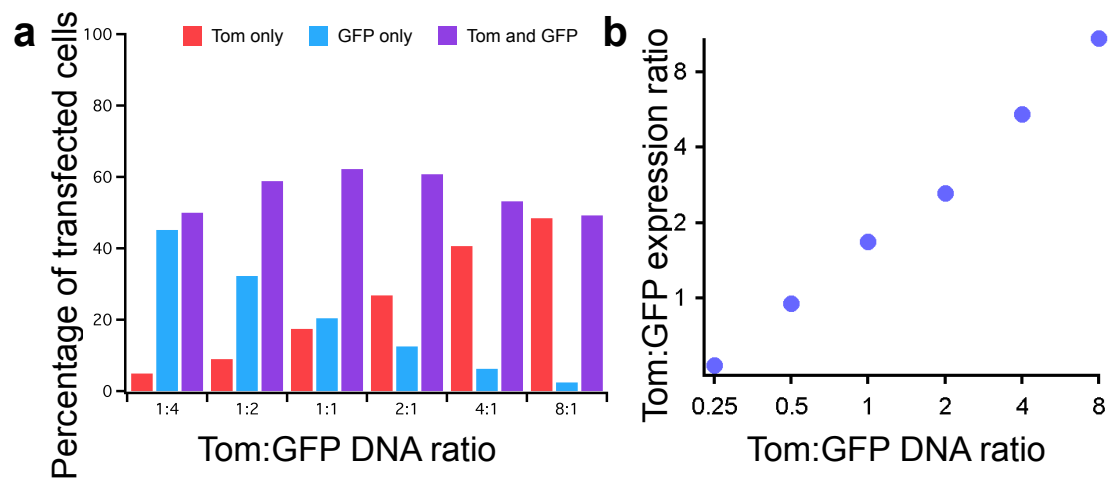 a
Percentage of transfected cells
Tom only GFP only Tom and GFP
100
80
60
40
20
0
1:4 1:2 1:1 2:1 4:1 8:1
Tom:GFP DNA ratio
b
Tom:GFP expression ratio
8
4
2
1
0.25 0.5 1 2 4 8
Tom:GFP DNA ratio